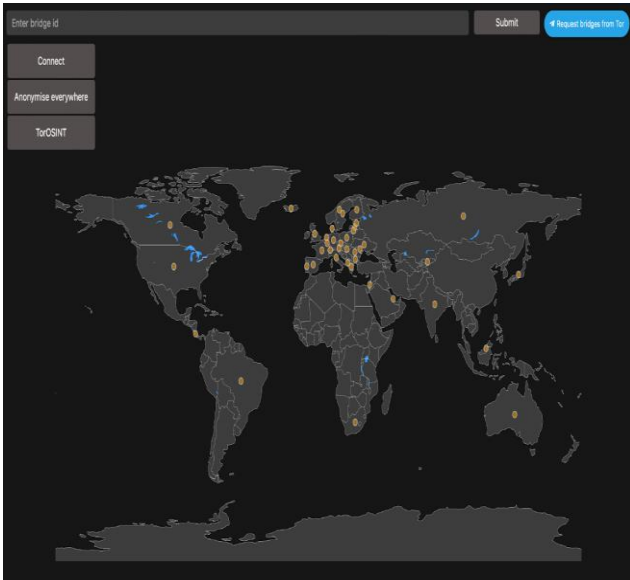 Enter bridge id
Submit
Request bridges from Tor
Connect
Anonymise everywhere
TorOSINT